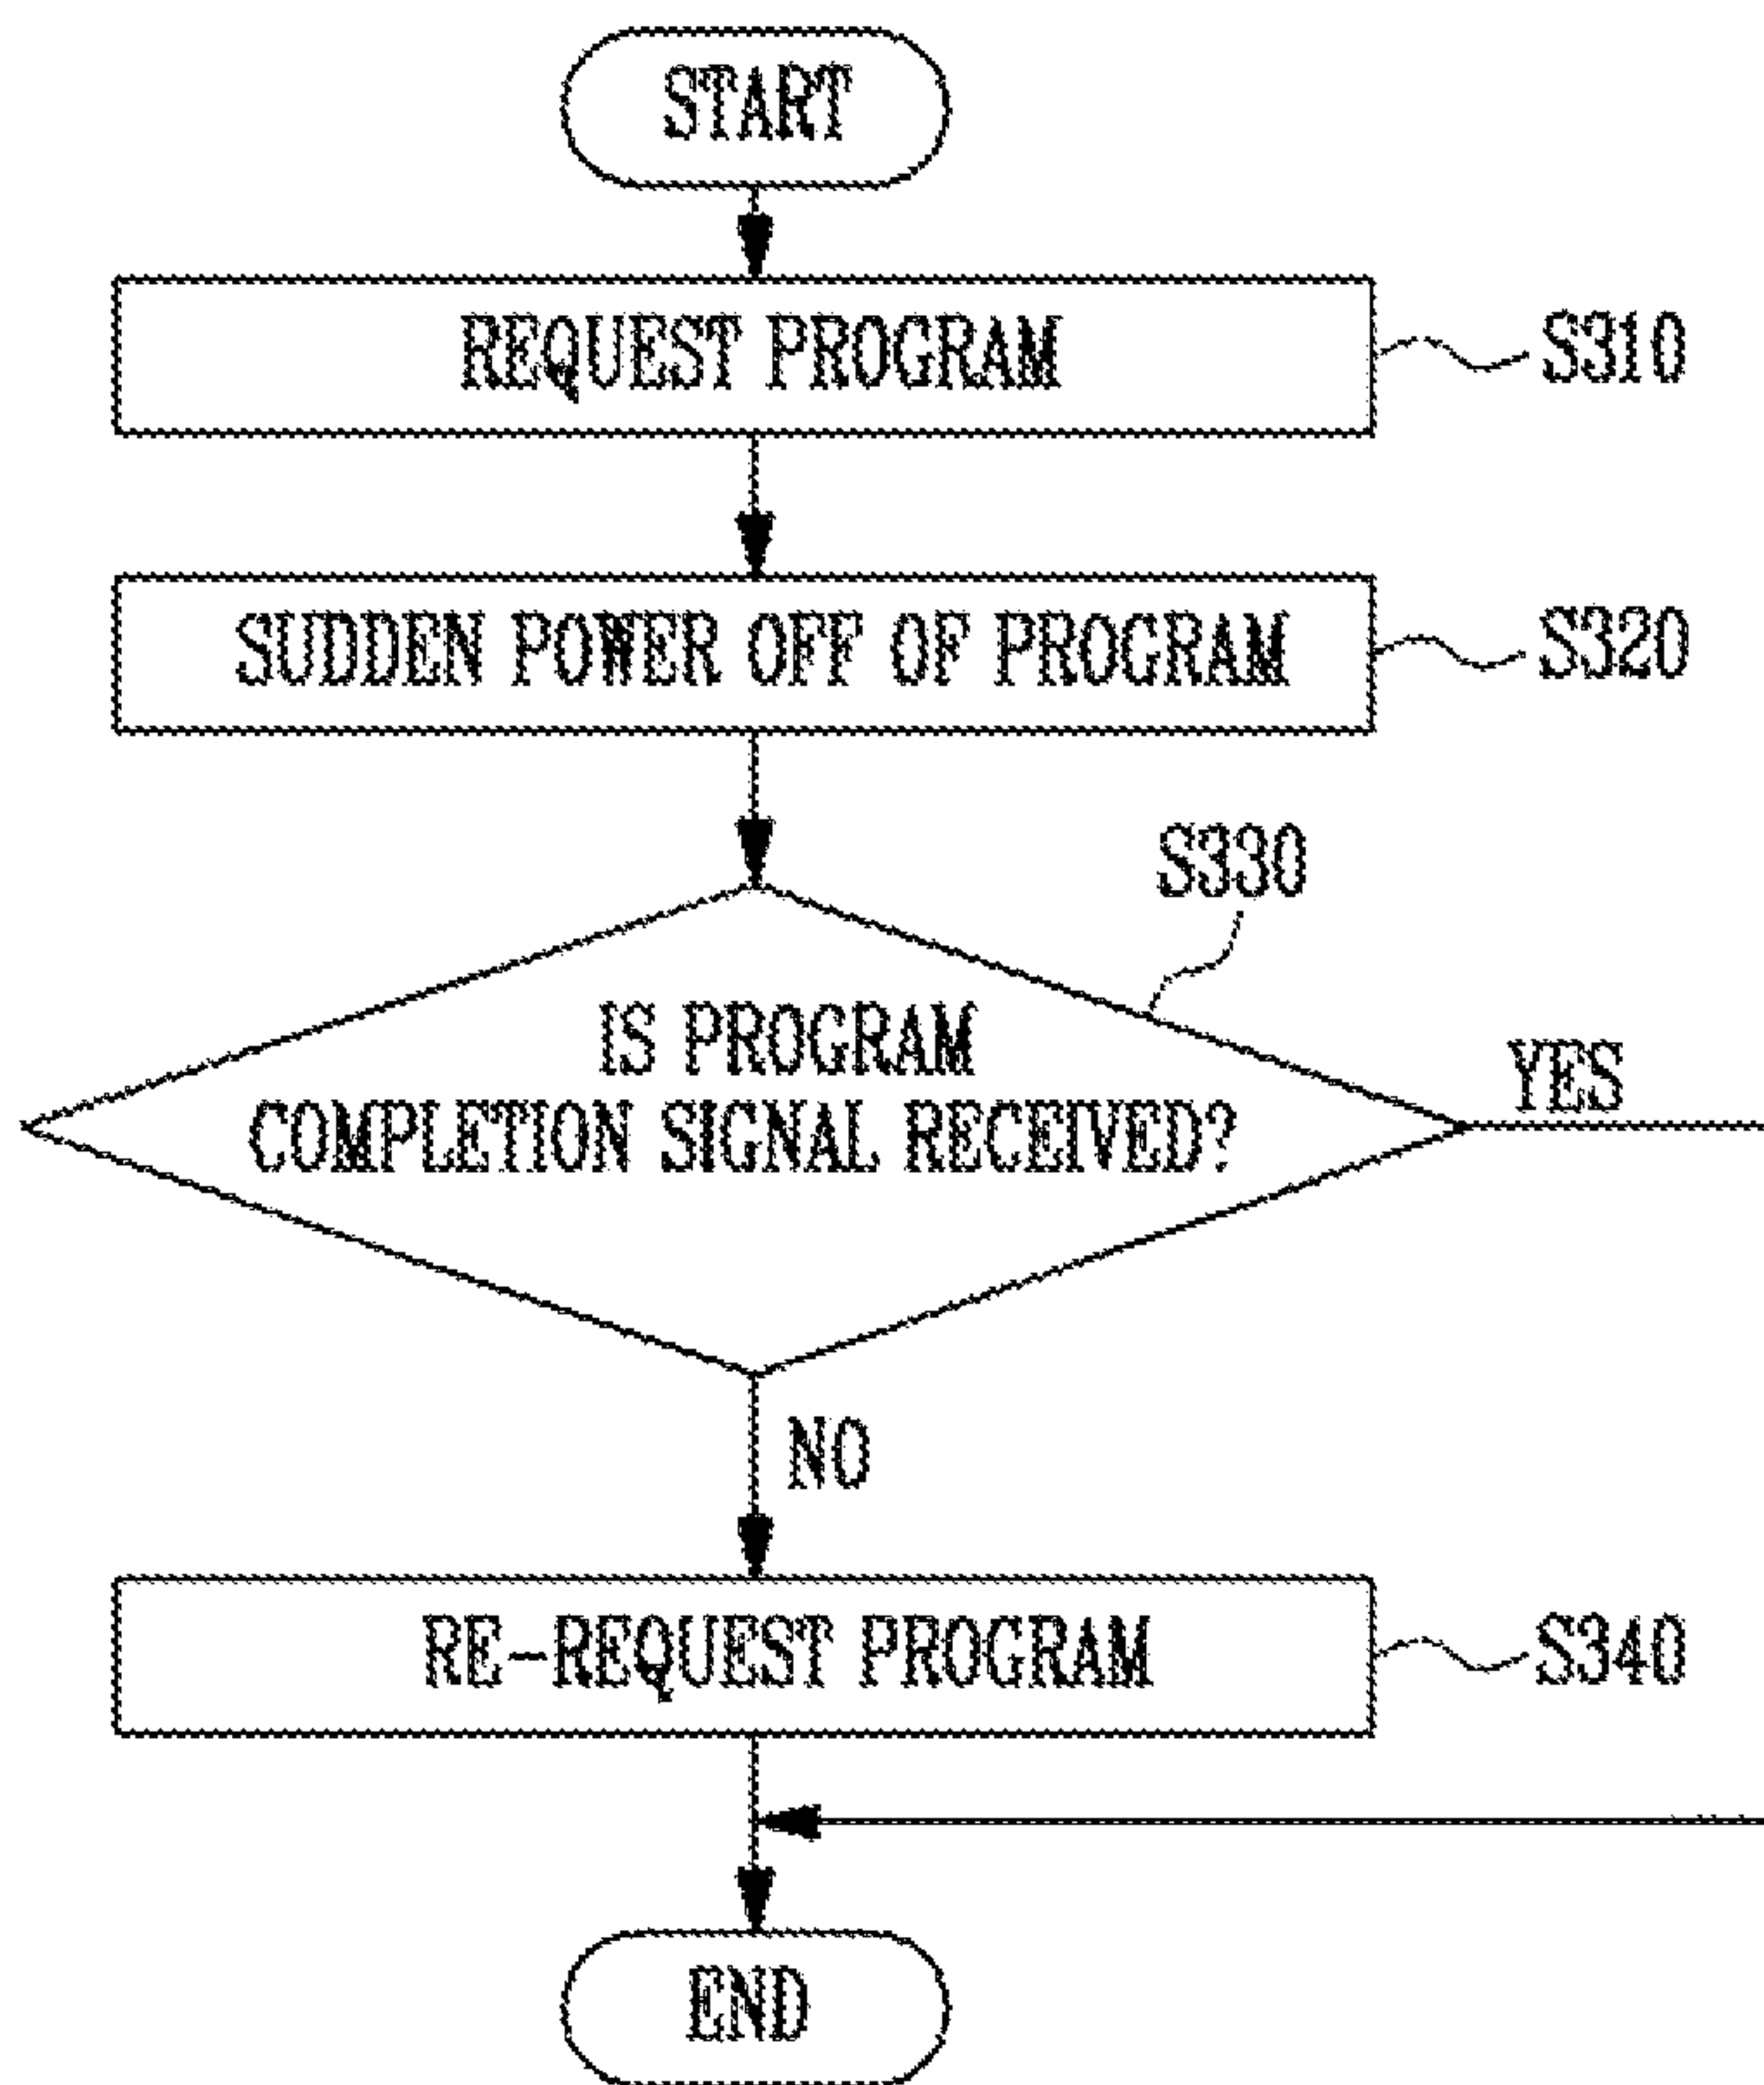 START
REQUEST PROGRAM
S310
SUDDEN POWER OFF OF PROGRAM
S320
S330
IS PROGRAM
COMPLETION SIGNAL RECEIVED?
YES
NO
RE-REQUEST PROGRAM
S340
END